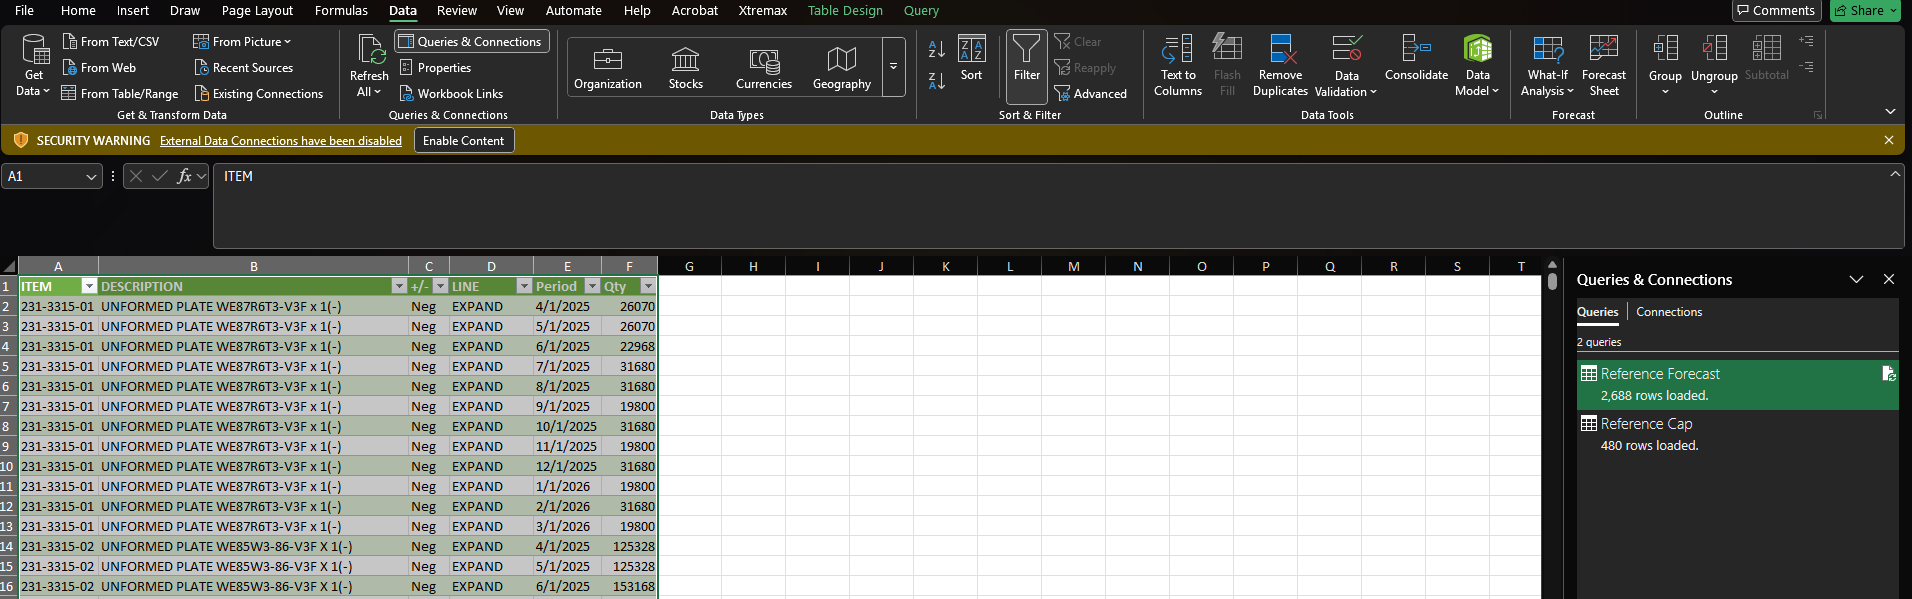 File Home Insert Draw Page Layout Formulas Data Review View Automate Help Acrobat Xtremax Table Design Query Comments Share
From Text/CSV From Picture Queries & Connections
From Web Recent Sources Properties
From Table/Range Existing Connections Workbook Links
Get Data
Refresh All
Organization Stocks Currencies Geography
Sort Filter Clear
Reapply
Advanced
Text to Columns Flash Fill Remove Duplicates Data Validation Consolidate Data Model What-If Analysis Forecast Sheet Group Ungroup Subtotal
Get & Transform Data Queries & Connections Data Types Sort & Filter Data Tools Forecast Outline
SECURITY WARNING External Data Connections have been disabled Enable Content
A1 fx ITEM
A B C D E F G H I J K L M N O P Q R S T
1 ITEM DESCRIPTION +/- LINE Period Qty
2 231-3315-01 UNFORMED PLATE WE87R6T3-V3F x 1(-) Neg EXPAND 4/1/2025 26070
3 231-3315-01 UNFORMED PLATE WE87R6T3-V3F x 1(-) Neg EXPAND 5/1/2025 26070
4 231-3315-01 UNFORMED PLATE WE87R6T3-V3F x 1(-) Neg EXPAND 6/1/2025 22968
5 231-3315-01 UNFORMED PLATE WE87R6T3-V3F x 1(-) Neg EXPAND 7/1/2025 31680
6 231-3315-01 UNFORMED PLATE WE87R6T3-V3F x 1(-) Neg EXPAND 8/1/2025 31680
7 231-3315-01 UNFORMED PLATE WE87R6T3-V3F x 1(-) Neg EXPAND 9/1/2025 19800
8 231-3315-01 UNFORMED PLATE WE87R6T3-V3F x 1(-) Neg EXPAND 10/1/2025 31680
9 231-3315-01 UNFORMED PLATE WE87R6T3-V3F x 1(-) Neg EXPAND 11/1/2025 19800
10 231-3315-01 UNFORMED PLATE WE87R6T3-V3F x 1(-) Neg EXPAND 12/1/2025 31680
11 231-3315-01 UNFORMED PLATE WE87R6T3-V3F x 1(-) Neg EXPAND 1/1/2026 19800
12 231-3315-01 UNFORMED PLATE WE87R6T3-V3F x 1(-) Neg EXPAND 2/1/2026 31680
13 231-3315-01 UNFORMED PLATE WE87R6T3-V3F x 1(-) Neg EXPAND 3/1/2026 19800
14 231-3315-02 UNFORMED PLATE WE85W3-86-V3F X 1(-) Neg EXPAND 4/1/2025 125328
15 231-3315-02 UNFORMED PLATE WE85W3-86-V3F X 1(-) Neg EXPAND 5/1/2025 125328
16 231-3315-02 UNFORMED PLATE WE85W3-86-V3F X 1(-) Neg EXPAND 6/1/2025 153168
Queries & Connections
Queries Connections
2 queries
Reference Forecast
2,688 rows loaded.
Reference Cap
480 rows loaded.